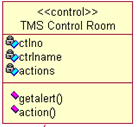 <<control>>
TMS Control Room
ctlno
ctrlname
actions
getalert()
action()